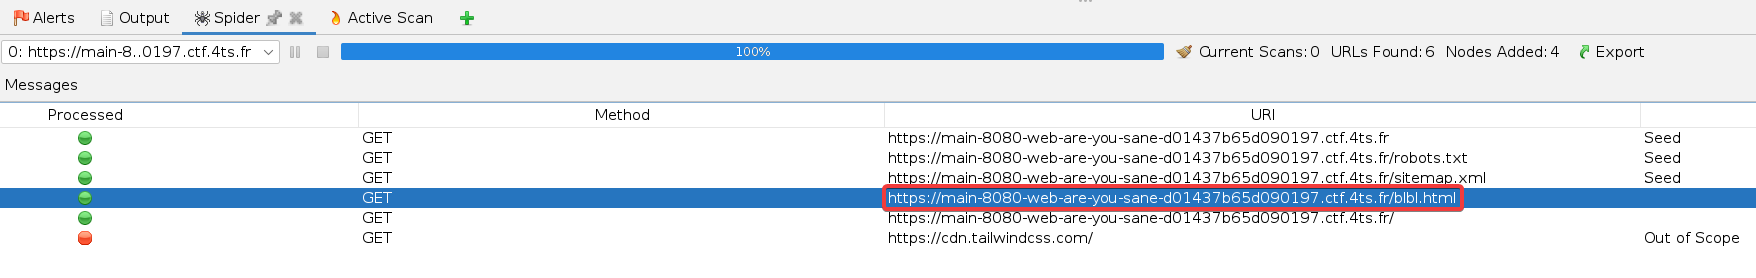 Alerts Output Spider Active Scan
0: https://main-8..0197.ctf.4ts.fr 100% Current Scans: 0 URLs Found: 6 Nodes Added: 4 Export
Messages
Processed Method URI
GET https://main-8080-web-are-you-sane-d01437b65d090197.ctf.4ts.fr Seed
GET https://main-8080-web-are-you-sane-d01437b65d090197.ctf.4ts.fr/robots.txt Seed
GET https://main-8080-web-are-you-sane-d01437b65d090197.ctf.4ts.fr/sitemap.xml Seed
GET https://main-8080-web-are-you-sane-d01437b65d090197.ctf.4ts.fr/blbl.html
GET https://main-8080-web-are-you-sane-d01437b65d090197.ctf.4ts.fr/
GET https://cdn.tailwindcss.com/ Out of Scope